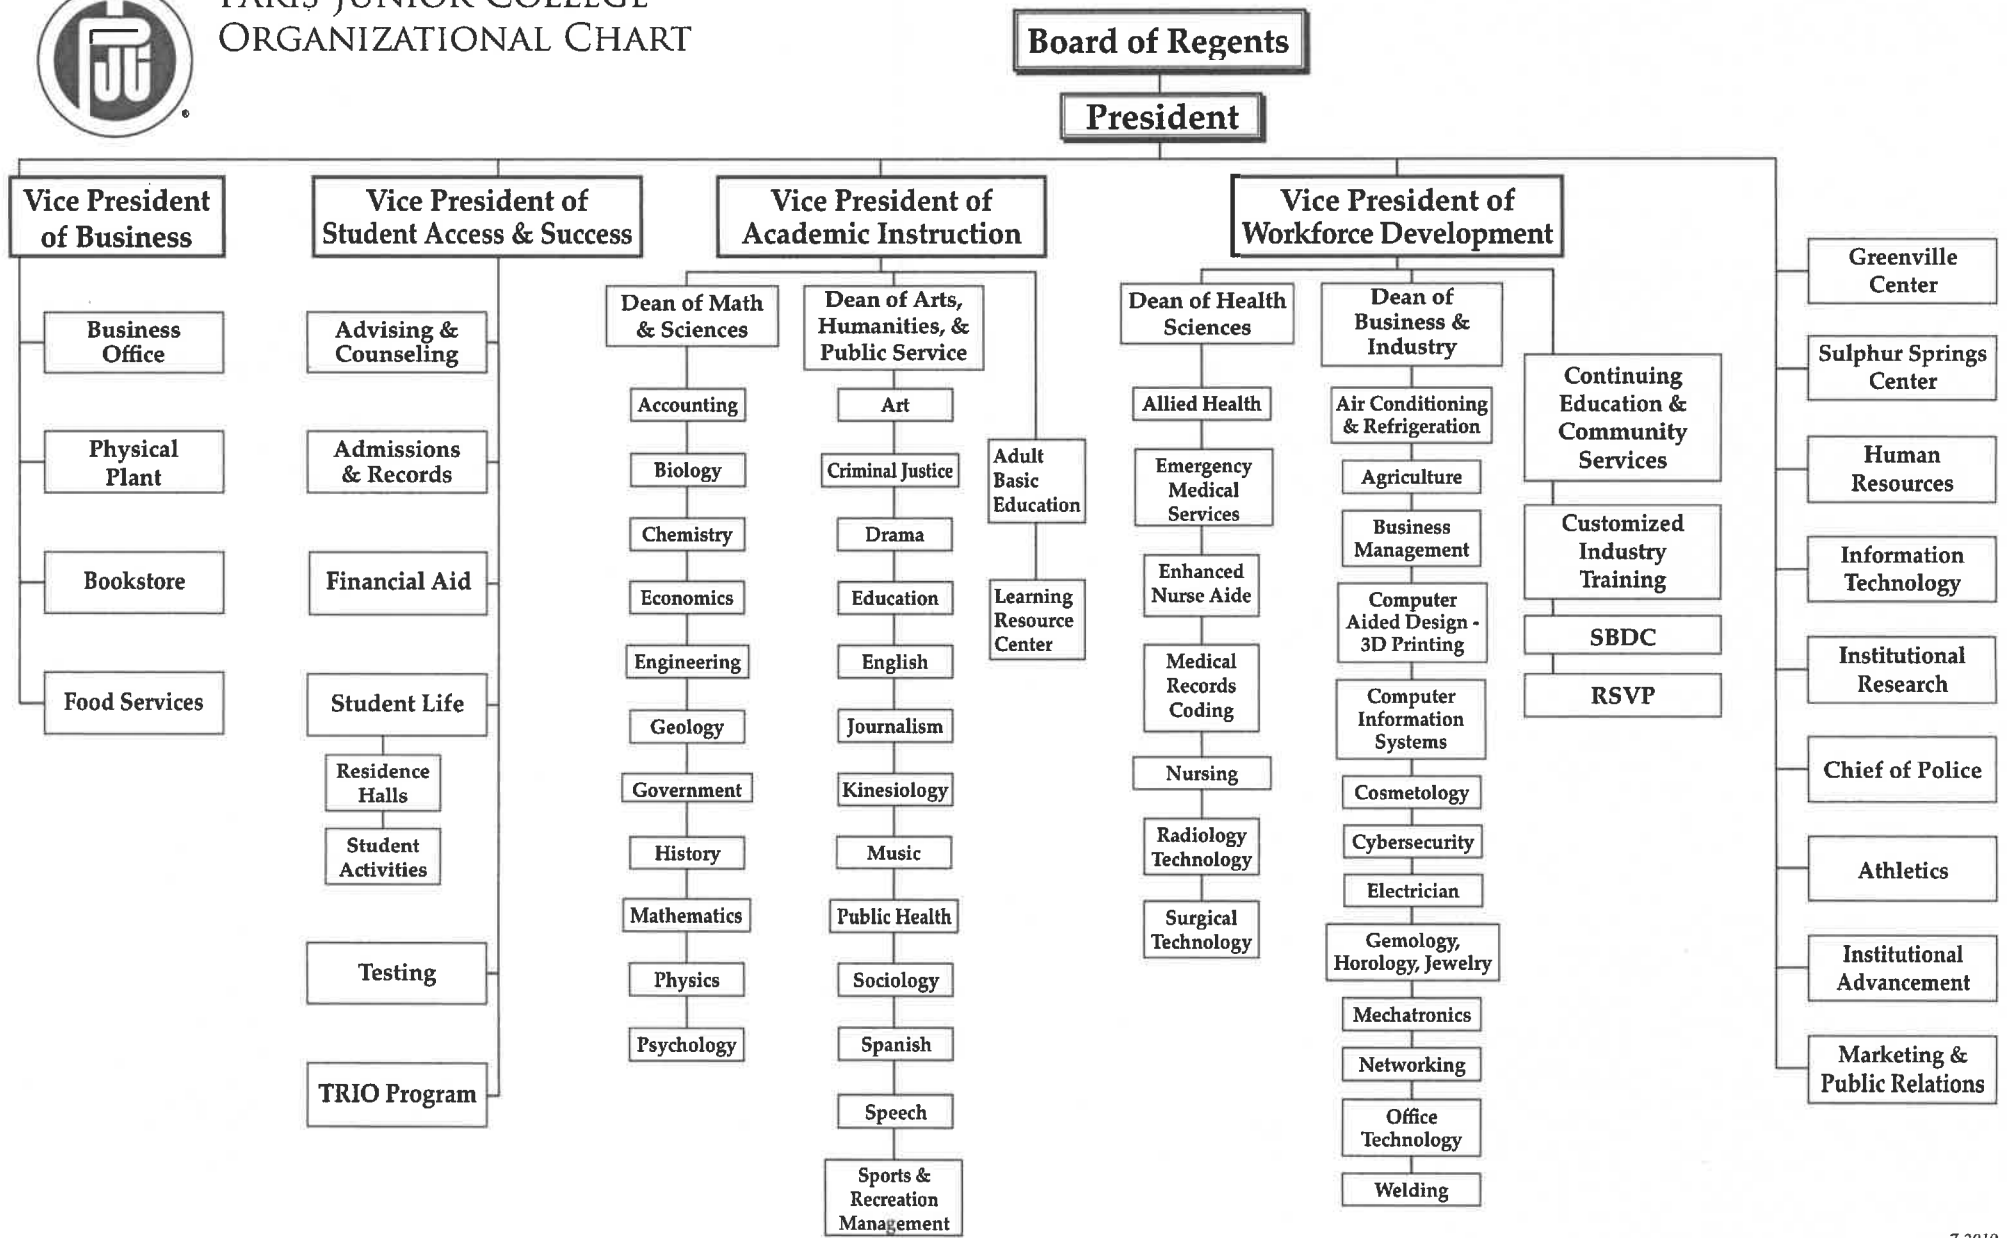 PARIS JUNIOR COLLEGE
ORGANIZATIONAL CHART
PJC
®
Board of Regents
President
Vice President
of Business
Business
Office
Physical
Plant
Bookstore
Food Services
Vice President of
Student Access & Success
Advising &
Counseling
Admissions
& Records
Financial Aid
Student Life
Residence
Halls
Student
Activities
Testing
TRIO Program
Vice President of
Academic Instruction
Dean of Math
& Sciences
Accounting
Biology
Chemistry
Economics
Engineering
Geology
Government
History
Mathematics
Physics
Psychology
Dean of Arts,
Humanities, &
Public Service
Art
Criminal Justice
Drama
Education
English
Journalism
Kinesiology
Music
Public Health
Sociology
Spanish
Speech
Sports &
Recreation
Management
Adult
Basic
Education
Learning
Resource
Center
Vice President of
Workforce Development
Dean of Health
Sciences
Allied Health
Emergency
Medical
Services
Enhanced
Nurse Aide
Medical
Records
Coding
Nursing
Radiology
Technology
Surgical
Technology
Dean of
Business &
Industry
Air Conditioning
& Refrigeration
Agriculture
Business
Management
Computer
Aided Design -
3D Printing
Computer
Information
Systems
Cosmetology
Cybersecurity
Electrician
Gemology,
Horology, Jewelry
Mechatronics
Networking
Office
Technology
Welding
Continuing
Education &
Community
Services
Customized
Industry
Training
SBDC
RSVP
Greenville
Center
Sulphur Springs
Center
Human
Resources
Information
Technology
Institutional
Research
Chief of Police
Athletics
Institutional
Advancement
Marketing &
Public Relations